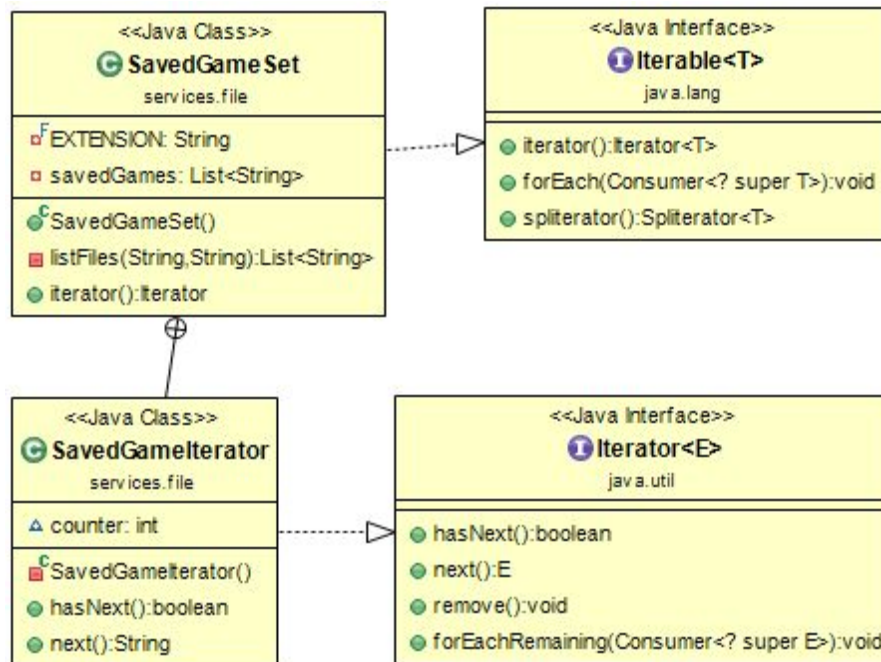 <<Java Class>>
SavedGameSet
services.file
EXTENSION: String
savedGames: List<String>
SavedGameSet()
listFiles(String,String):List<String>
iterator():Iterator
<<Java Interface>>
Iterable<T>
java.lang
iterator():Iterator<T>
forEach(Consumer<? super T>):void
spliterator():Spliterator<T>
<<Java Class>>
SavedGameIterator
services.file
counter: int
SavedGameIterator()
hasNext():boolean
next():String
<<Java Interface>>
Iterator<E>
java.util
hasNext():boolean
next():E
remove():void
forEachRemaining(Consumer<? super E>):void